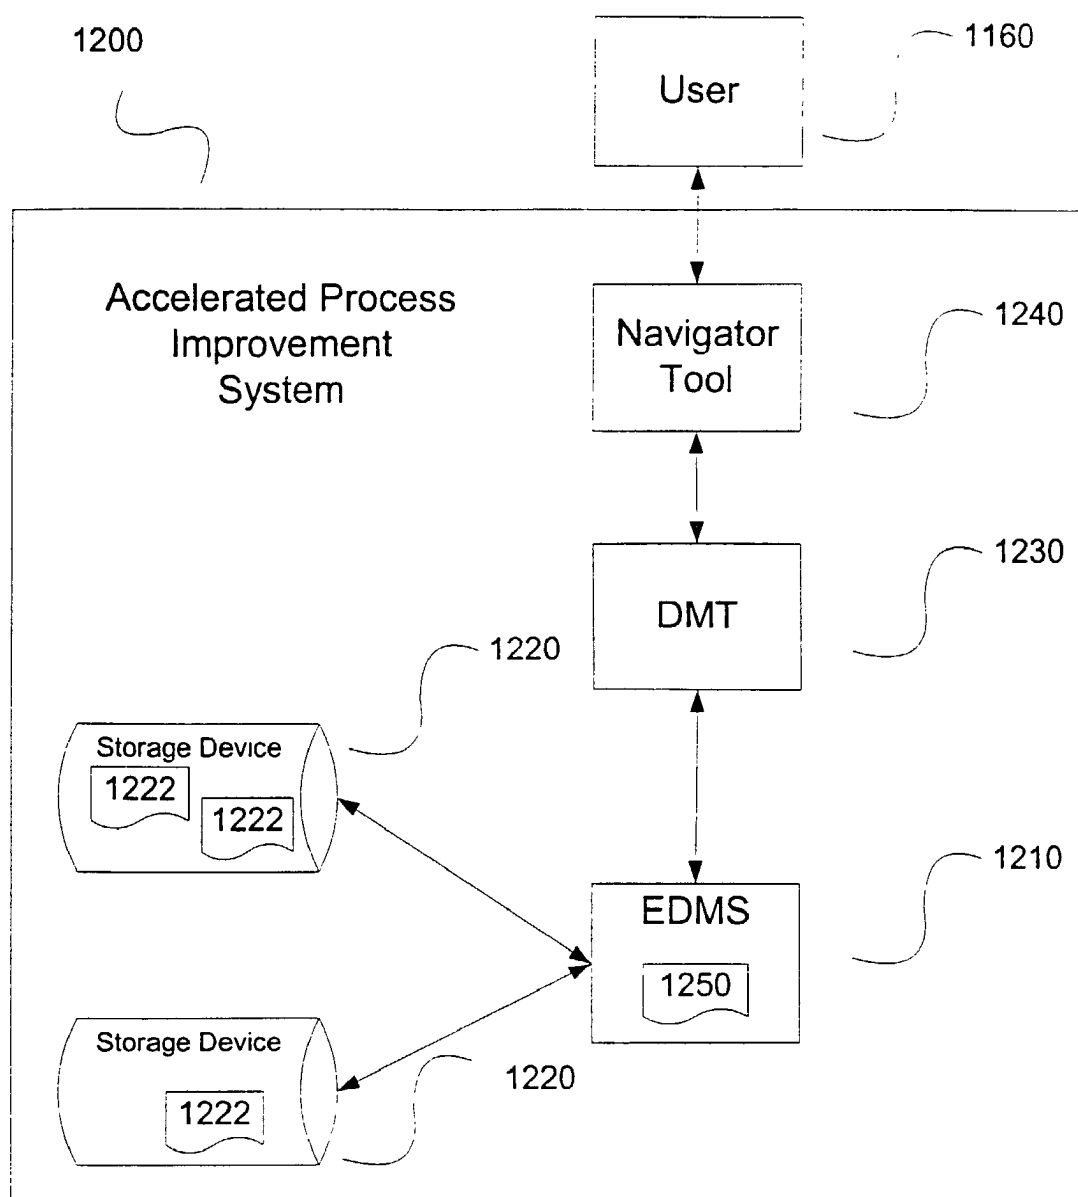 1200
User
1160
Accelerated Process
Improvement
System
Navigator
Tool
1240
DMT
1230
1220
Storage Device
1222
1222
EDMS
1250
1210
Storage Device
1222
1220